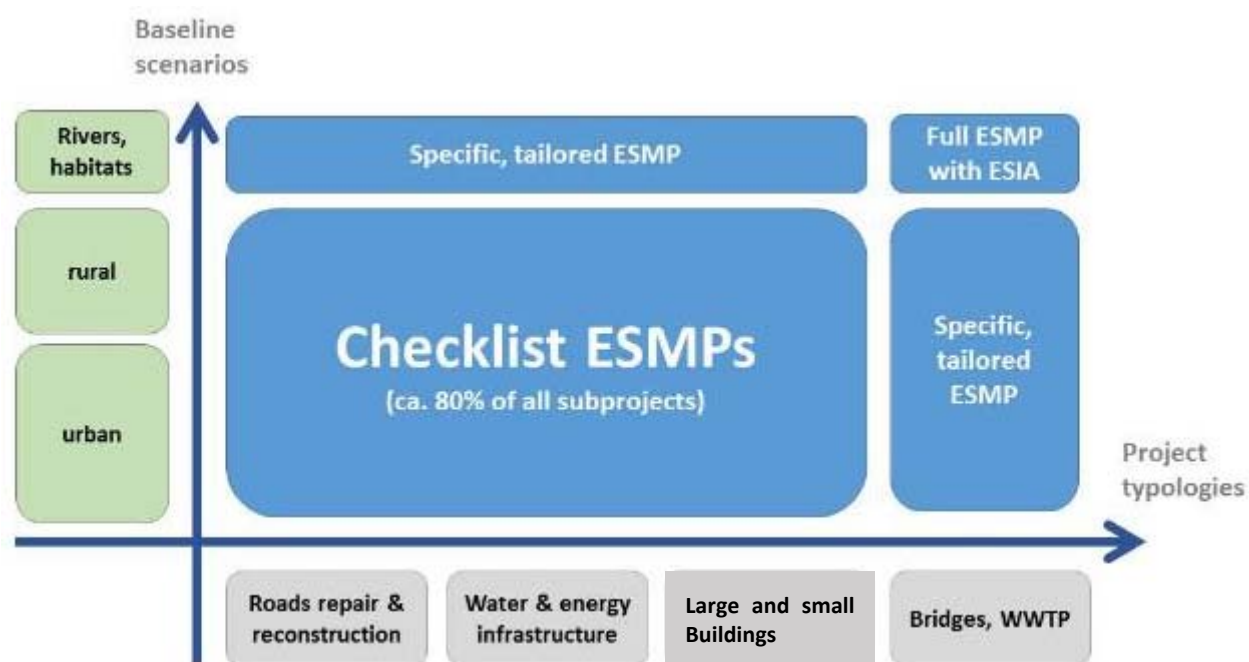 Baseline
scenarios
Rivers,
habitats
Specific, tailored ESMP
Full ESMP
with ESIA
rural
Checklist ESMPs
(ca. 80% of all subprojects)
Specific,
tailored
ESMP
urban
Project
typologies
Roads repair &
reconstruction
Water & energy
infrastructure
Large and small
Buildings
Bridges, WWTP